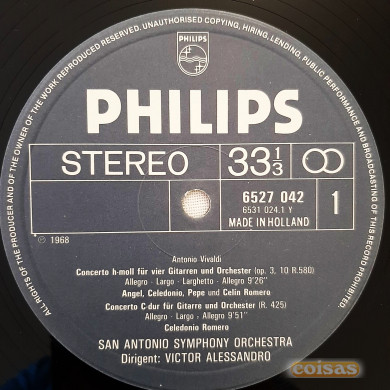 ALL RIGHTS OF THE PRODUCER AND OF THE OWNER OF THE WORK REPRODUCED RESERVED. UNAUTHORISED COPYING, HIRING, LENDING, PUBLIC PERFORMANCE AND BROADCASTING OF THIS RECORD PROHIBITED.
PHILIPS
PHILIPS
STEREO 33 1/3
6527 042 1
6531 024.1 Y
MADE IN HOLLAND
℗ 1968
Antonio Vivaldi
Concerto h-moll für vier Gitarren und Orchester (op. 3, 10 R.580)
Allegro - Largo - Larghetto - Allegro 9'26"
Angel, Celedonio, Pepe und Celin Romero
Concerto C-dur für Gitarre und Orchester (R. 425)
Allegro - Largo - Allegro 9'51"
Celedonio Romero
SAN ANTONIO SYMPHONY ORCHESTRA
Dirigent: VICTOR ALESSANDRO
coisas